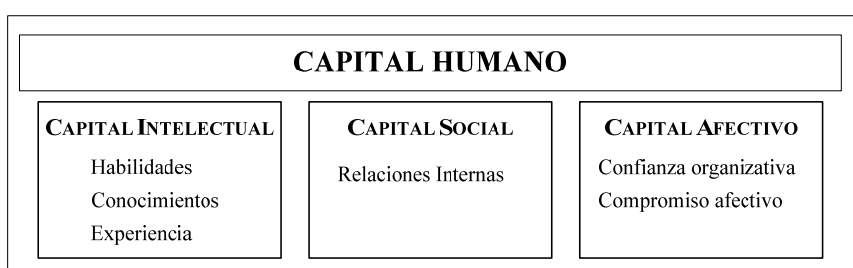 CAPITAL HUMANO
CAPITAL INTELECTUAL
Habilidades
Conocimientos
Experiencia
CAPITAL SOCIAL
Relaciones Internas
CAPITAL AFECTIVO
Confianza organizativa
Compromiso afectivo